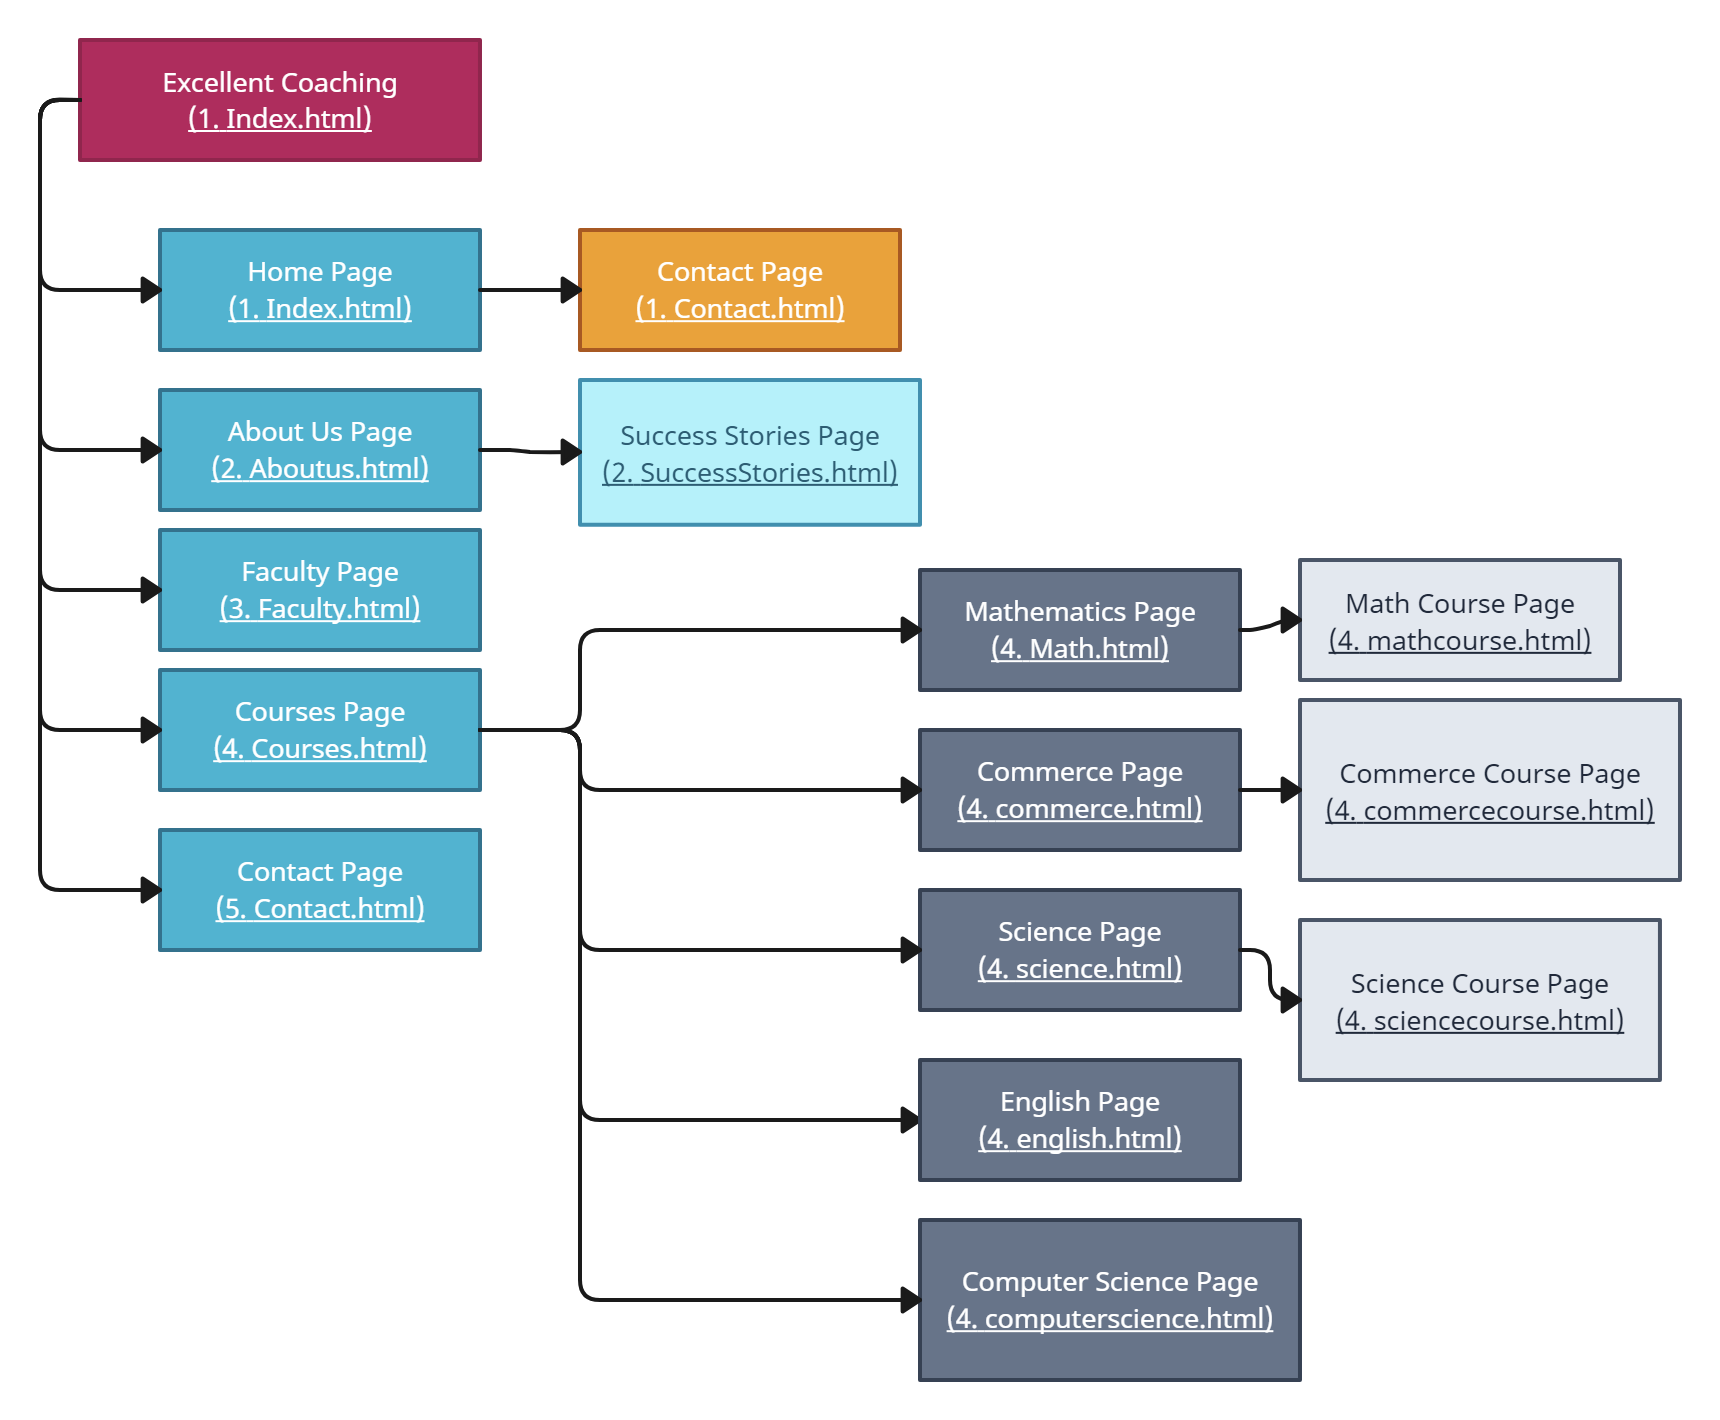 Excellent Coaching
(1. Index.html)
Home Page
(1. Index.html)
Contact Page
(1. Contact.html)
About Us Page
(2. Aboutus.html)
Success Stories Page
(2. SuccessStories.html)
Faculty Page
(3. Faculty.html)
Courses Page
(4. Courses.html)
Mathematics Page
(4. Math.html)
Math Course Page
(4. mathcourse.html)
Commerce Page
(4. commerce.html)
Commerce Course Page
(4. commercecourse.html)
Science Page
(4. science.html)
Science Course Page
(4. sciencecourse.html)
English Page
(4. english.html)
Computer Science Page
(4. computerscience.html)
Contact Page
(5. Contact.html)